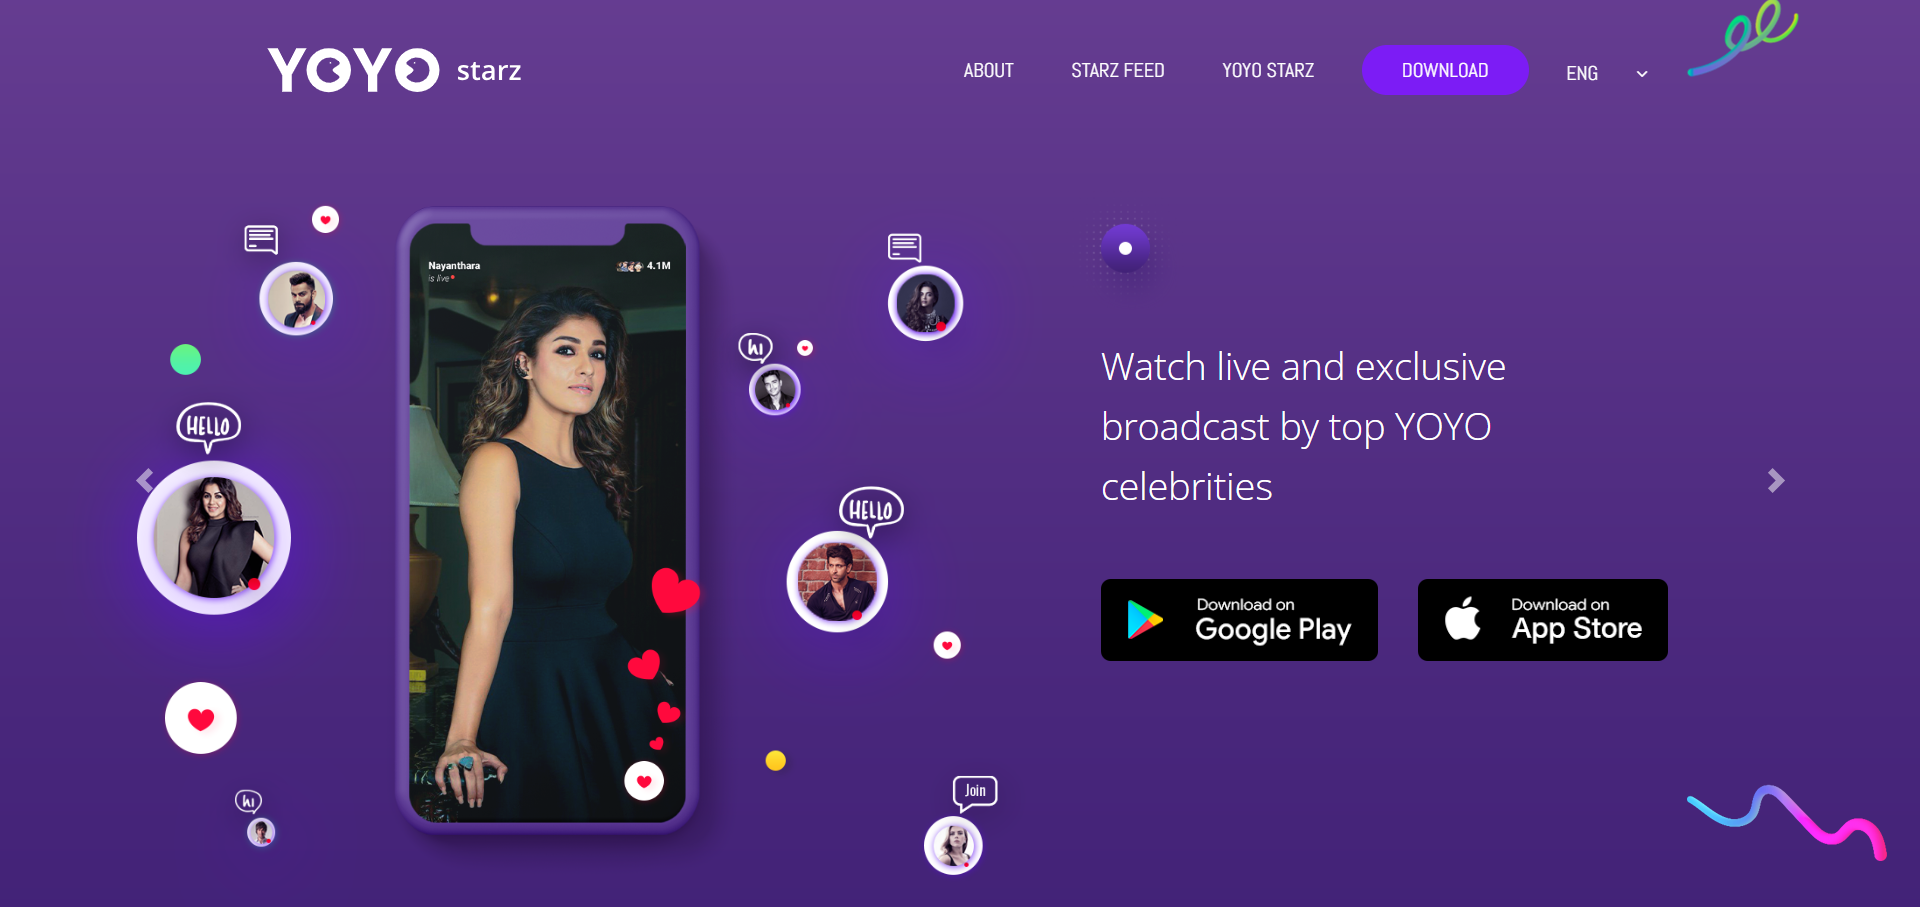 YOYO starz
ABOUT
STARZ FEED
YOYO STARZ
DOWNLOAD
ENG
Nayanthara
is live
4.1M
hi
HELLO
HELLO
hi
Join
Watch live and exclusive
broadcast by top YOYO
celebrities
Download on
Google Play
Download on
App Store